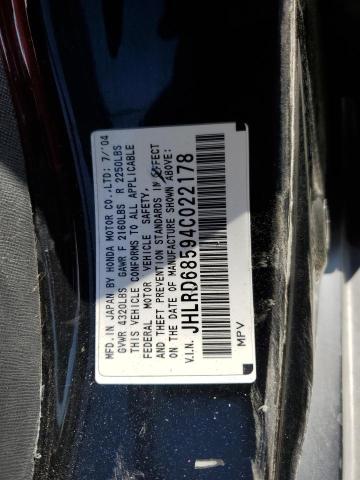 MFD. IN JAPAN BY HONDA MOTOR CO.,LTD: 7/'04
GVWR 4320LBS GAWR F 2160LBS R 2250LBS
THIS VEHICLE CONFORMS TO ALL APPLICABLE
FEDERAL MOTOR VEHICLE SAFETY,
AND THEFT PREVENTION STANDARDS IN EFFECT
ON THE DATE OF MANUFACTURE SHOWN ABOVE:
V.I.N. JHLRD68594C022178
MPV